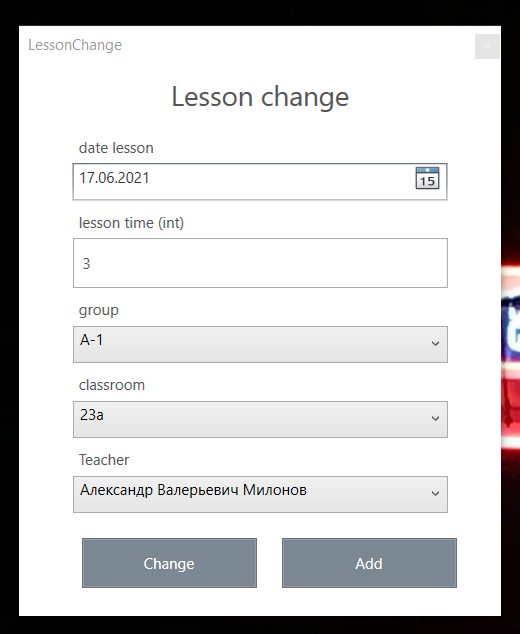 LessonChange
Lesson change
date lesson
17.06.2021
15
lesson time (int)
3
group
A-1
classroom
23a
Teacher
Александр Валерьевич Милонов
Change
Add